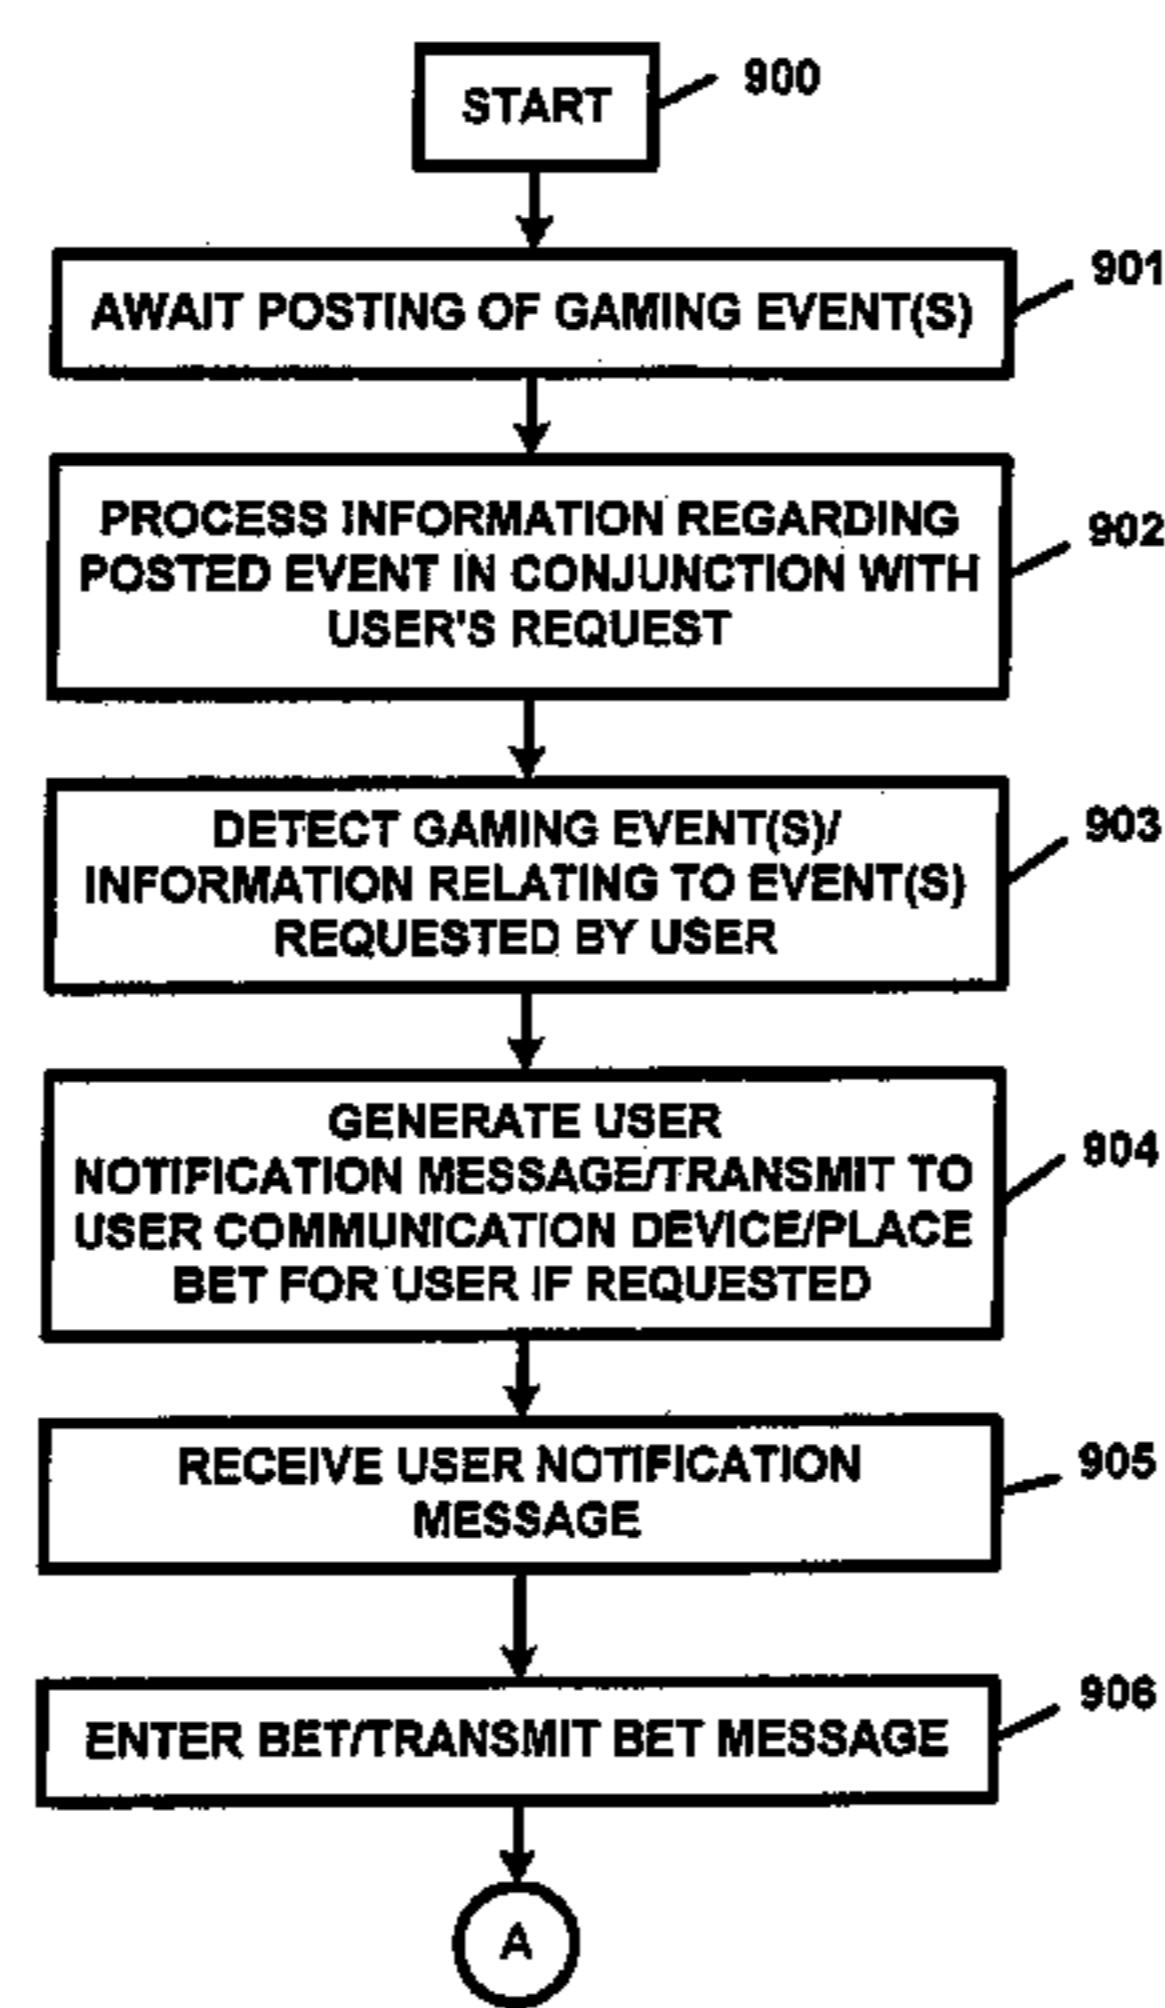 START
900
AWAIT POSTING OF GAMING EVENT(S)
901
PROCESS INFORMATION REGARDING
POSTED EVENT IN CONJUNCTION WITH
USER'S REQUEST
902
DETECT GAMING EVENT(S)/
INFORMATION RELATING TO EVENT(S)
REQUESTED BY USER
903
GENERATE USER
NOTIFICATION MESSAGE/TRANSMIT TO
USER COMMUNICATION DEVICE/PLACE
BET FOR USER IF REQUESTED
904
RECEIVE USER NOTIFICATION
MESSAGE
905
ENTER BET/TRANSMIT BET MESSAGE
906
A